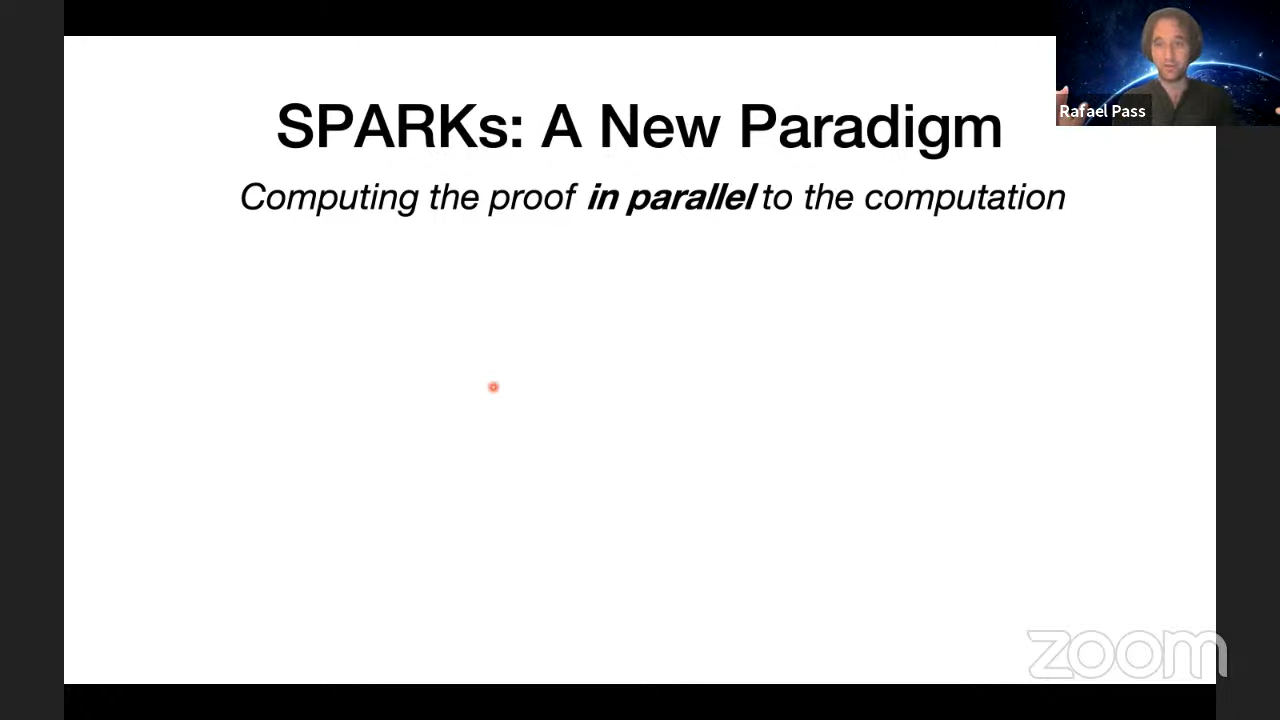 SPARKs: A New Paradigm
Computing the proof in parallel to the computation
Rafael Pass
zoom